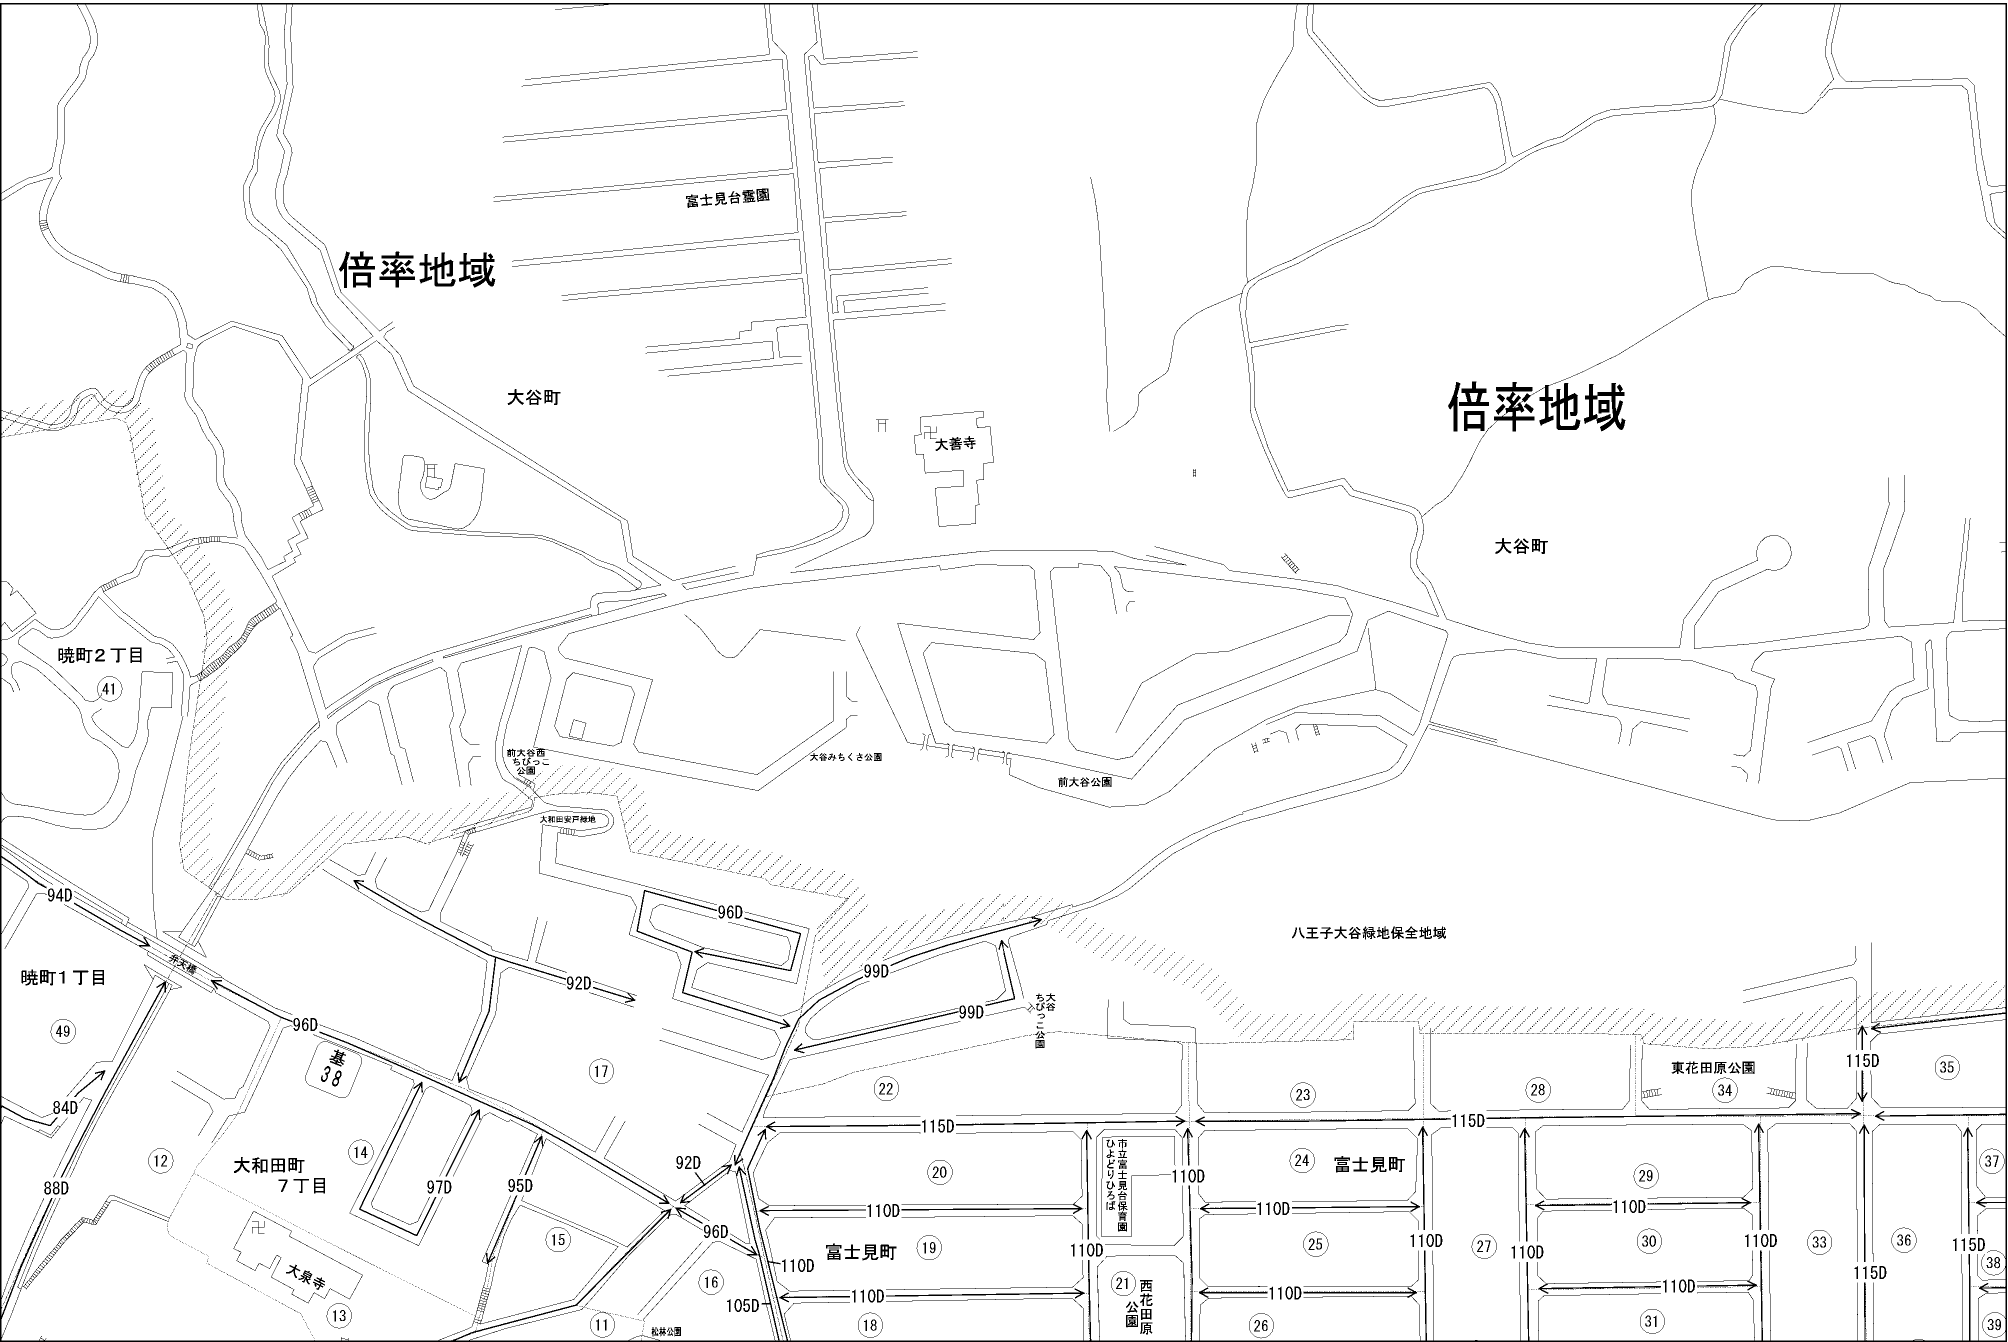 富士見台霊園
倍率地域
大谷町
倍率地域
大善寺
大谷町
暁町2丁目
41
前大谷西
ちびっこ
公園
大谷みちくさ公園
前大谷公園
大和田安戸緑地
94D
96D
八王子大谷緑地保全地域
弁天橋
暁町1丁目
92D
99D
99D
大谷
ちびっこ公園
49
96D
基
38
17
22
23
28
東花田原公園
34
115D
35
84D
115D
115D
12
14
大和田町
7丁目
88D
97D
95D
92D
20
市立富士見台保育園
ひよどりひろば
110D
24
富士見町
29
37
110D
110D
110D
96D
15
富士見町
19
110D
25
110D
27
110D
30
110D
33
36
115D
115D
38
大泉寺
13
16
110D
105D
110D
21
西花田原
公園
110D
110D
11
松林公園
18
26
31
39